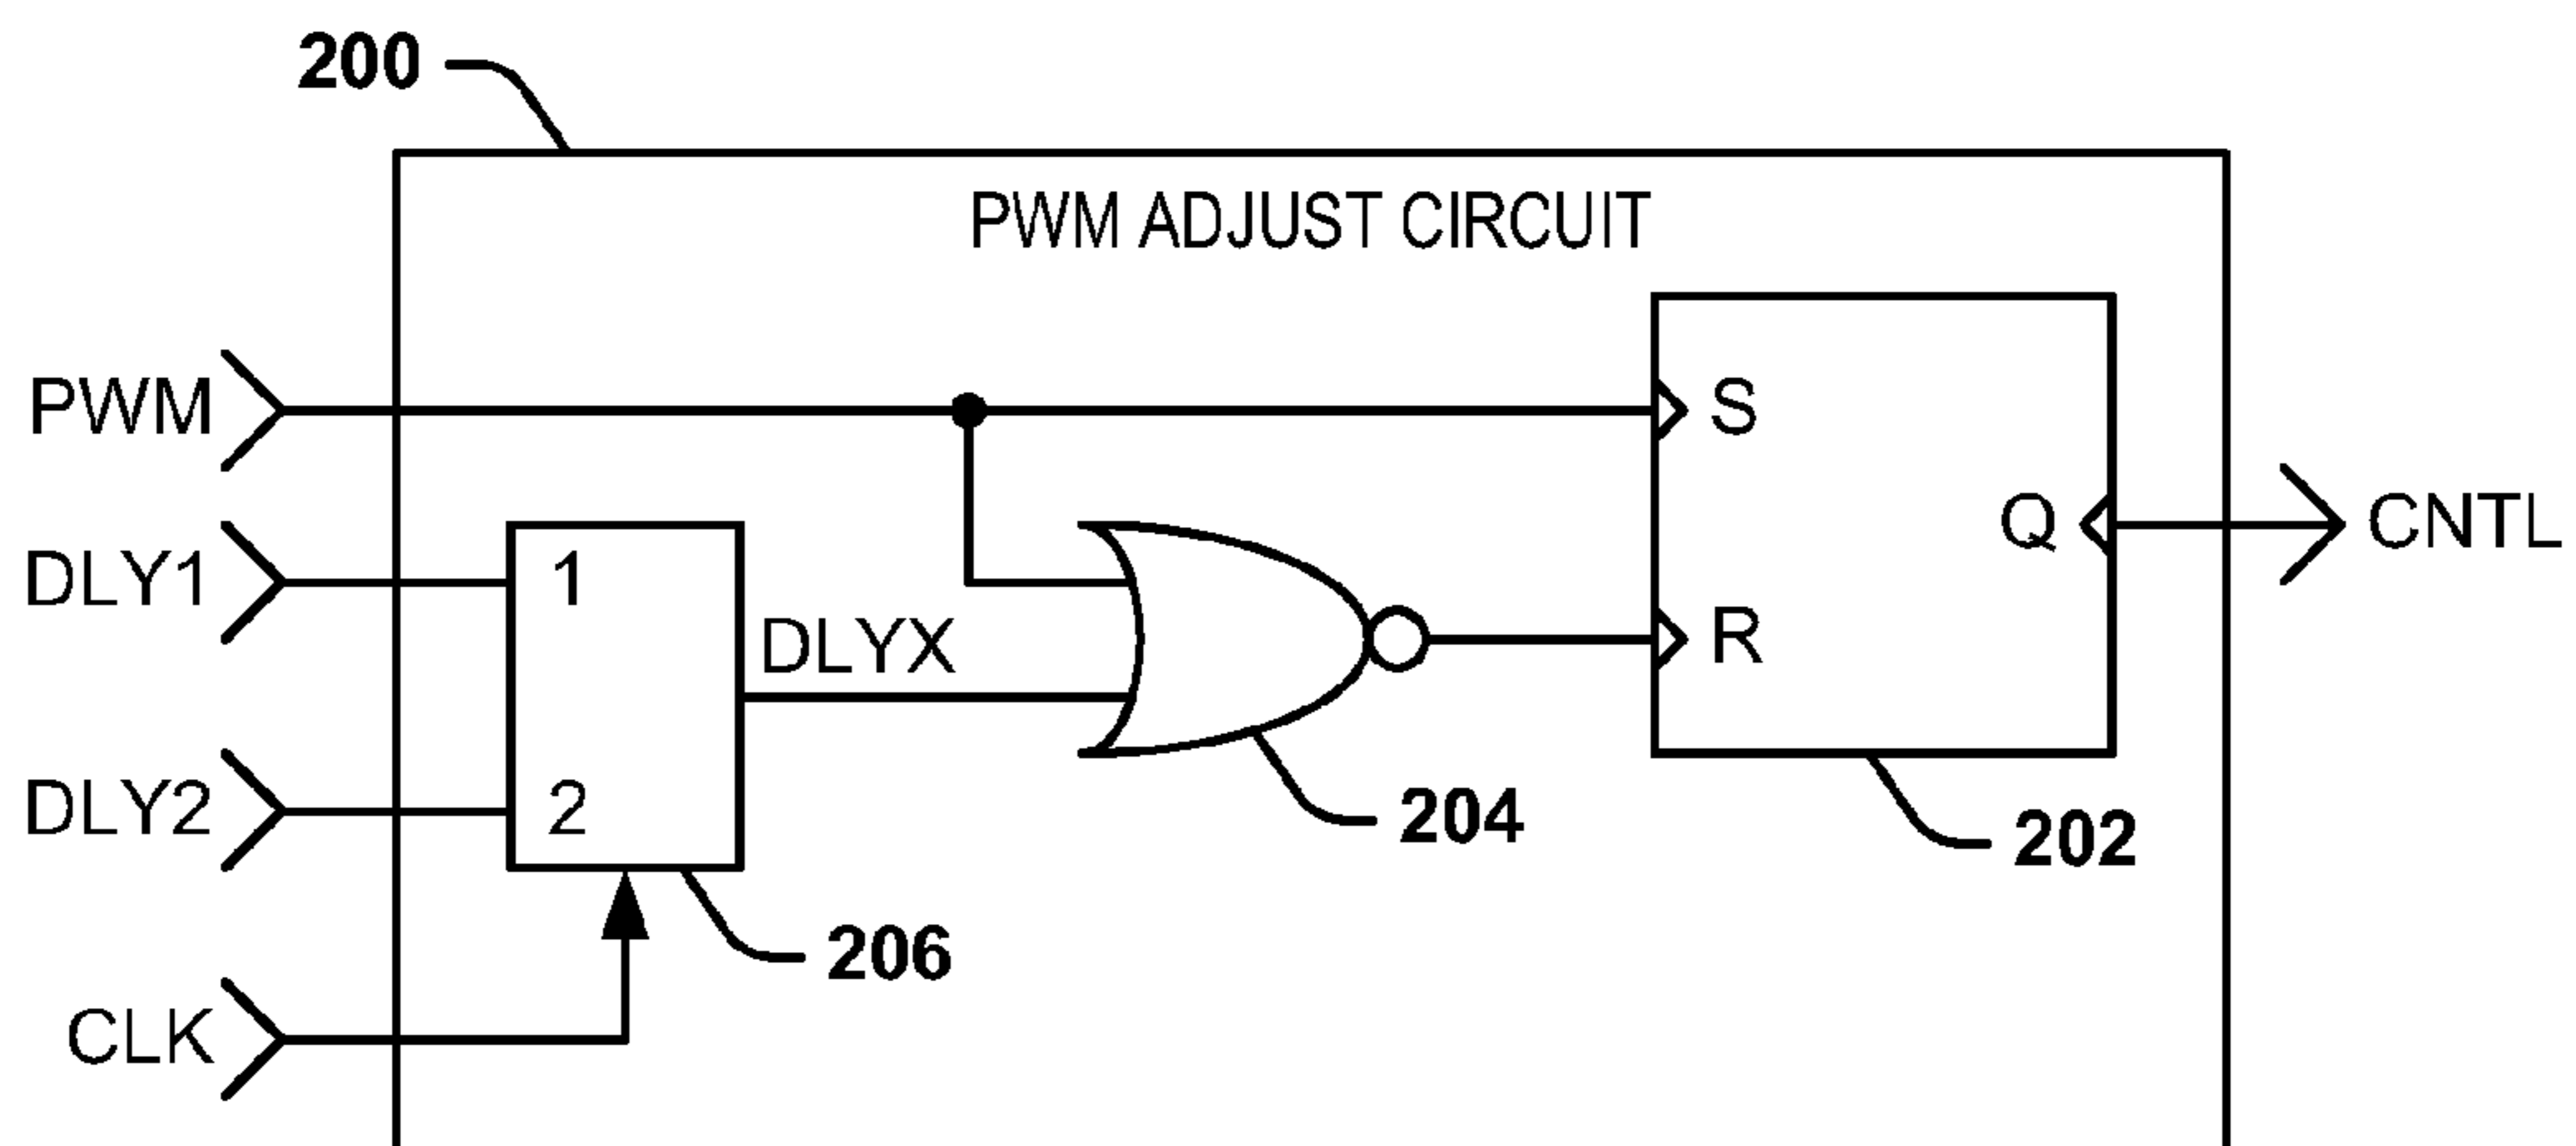 200
PWM ADJUST CIRCUIT
PWM
S
DLY1
1
Q
CNTL
DLYX
R
DLY2
2
204
202
206
CLK